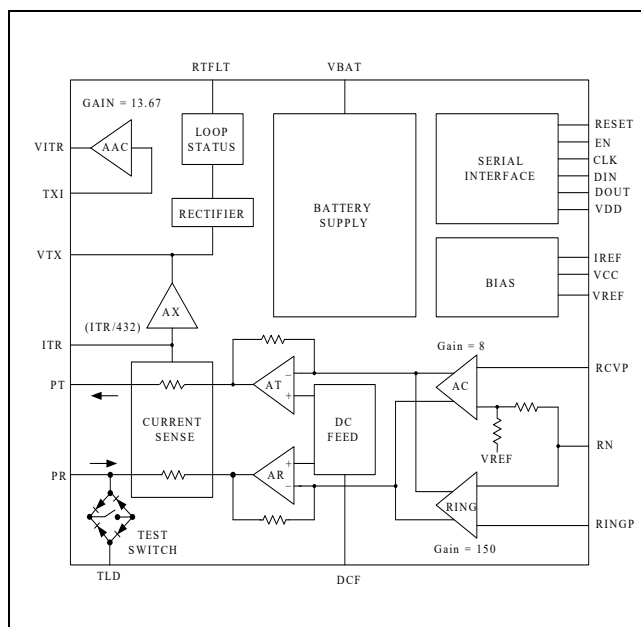 RTFLT
VBAT
GAIN = 13.67
AAC
LOOP
STATUS
RESET
EN
CLK
DIN
DOUT
VDD
VITR
TXI
SERIAL
INTERFACE
RECTIFIER
BATTERY
SUPPLY
VTX
IREF
VCC
VREF
BIAS
AX
(ITR/432)
ITR
Gain = 8
RCVP
PT
AT
−
+
AC
CURRENT
SENSE
DC
FEED
VREF
RN
PR
AR
+
−
RING
RINGP
TEST
SWITCH
Gain = 150
TLD
DCF